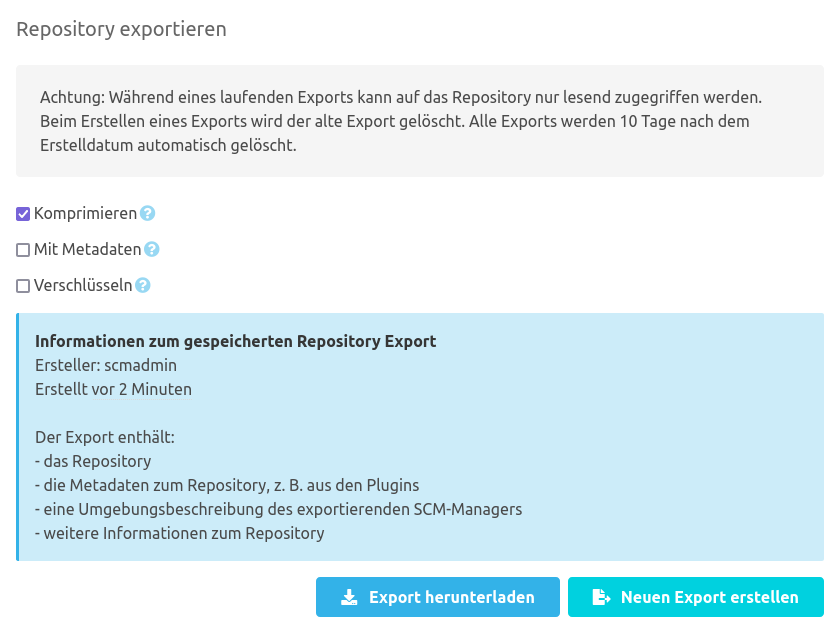 Repository exportieren
Achtung: Während eines laufenden Exports kann auf das Repository nur lesend zugegriffen werden.
Beim Erstellen eines Exports wird der alte Export gelöscht. Alle Exports werden 10 Tage nach dem
Erstelldatum automatisch gelöscht.
Komprimieren ?
Mit Metadaten ?
Verschlüsseln ?
Informationen zum gespeicherten Repository Export
Ersteller: scmadmin
Erstellt vor 2 Minuten
Der Export enthält:
- das Repository
- die Metadaten zum Repository, z. B. aus den Plugins
- eine Umgebungsbeschreibung des exportierenden SCM-Managers
- weitere Informationen zum Repository
Export herunterladen Neuen Export erstellen